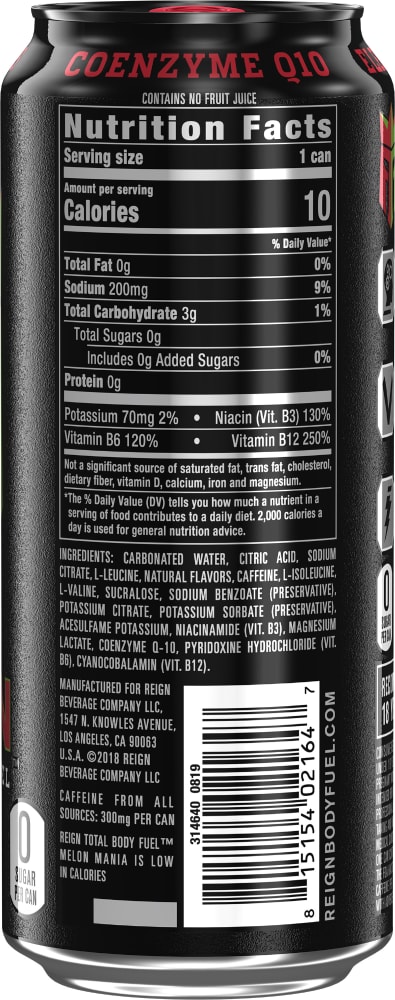 COENZYME Q10
CONTAINS NO FRUIT JUICE
Nutrition Facts
Serving size 1 can
Amount per serving
Calories 10
% Daily Value*
Total Fat 0g 0%
Sodium 200mg 9%
Total Carbohydrate 3g 1%
Total Sugars 0g
Includes 0g Added Sugars 0%
Protein 0g
Potassium 70mg 2% • Niacin (Vit. B3) 130%
Vitamin B6 120% • Vitamin B12 250%
Not a significant source of saturated fat, trans fat, cholesterol,
dietary fiber, vitamin D, calcium, iron and magnesium.
*The % Daily Value (DV) tells you how much a nutrient in a
serving of food contributes to a daily diet. 2,000 calories a
day is used for general nutrition advice.
INGREDIENTS: CARBONATED WATER, CITRIC ACID, SODIUM
CITRATE, L-LEUCINE, NATURAL FLAVORS, CAFFEINE, L-ISOLEUCINE,
L-VALINE, SUCRALOSE, SODIUM BENZOATE (PRESERVATIVE),
POTASSIUM CITRATE, POTASSIUM SORBATE (PRESERVATIVE),
ACESULFAME POTASSIUM, NIACINAMIDE (VIT. B3), MAGNESIUM
LACTATE, COENZYME Q-10, PYRIDOXINE HYDROCHLORIDE (VIT.
B6), CYANOCOBALAMIN (VIT. B12).
MANUFACTURED FOR REIGN
BEVERAGE COMPANY LLC,
1547 N. KNOWLES AVENUE,
LOS ANGELES, CA 90063
U.S.A. ©2018 REIGN
BEVERAGE COMPANY LLC
CAFFEINE FROM ALL
SOURCES: 300mg PER CAN
REIGN TOTAL BODY FUEL™
MELON MANIA IS LOW
IN CALORIES
314640 0819
8 15154 02164 7
REIGNBODYFUEL.COM
0
SUGAR
PER CAN
0
SUGAR
PER CAN